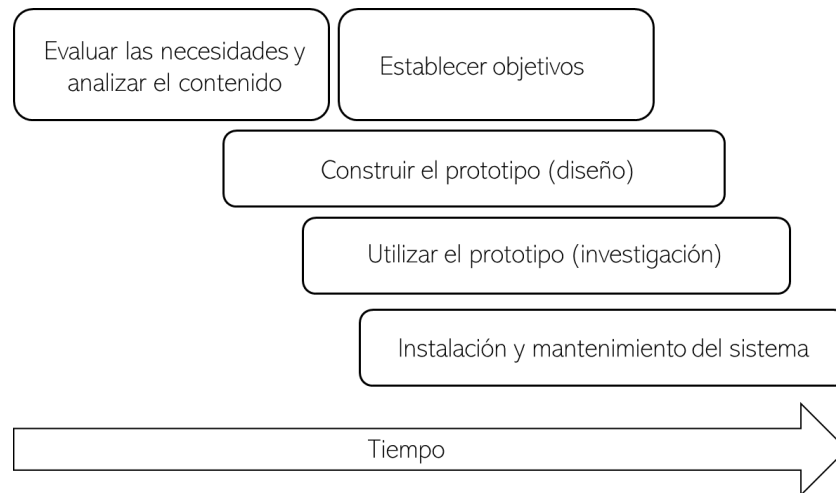 Evaluar las necesidades y
analizar el contenido
Establecer objetivos
Construir el prototipo (diseño)
Utilizar el prototipo (investigación)
Instalación y mantenimiento del sistema
Tiempo